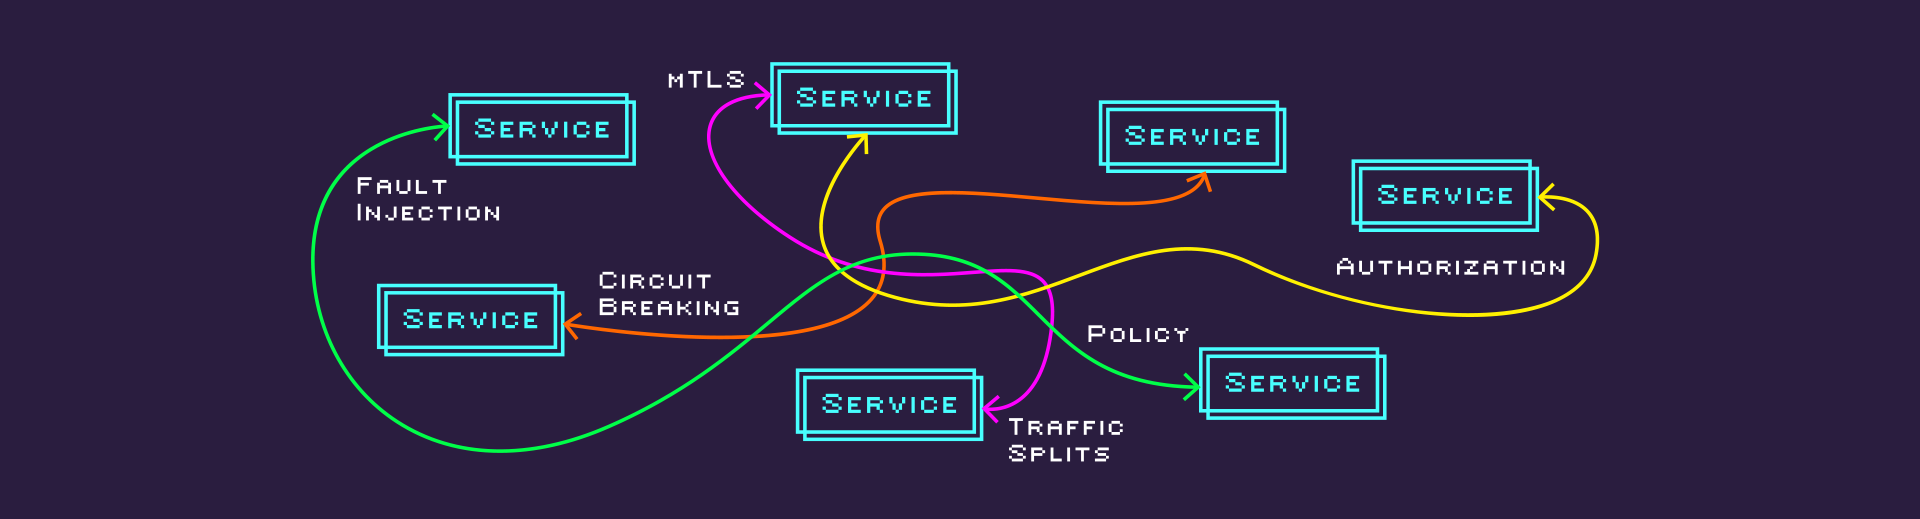 mTLS
Service
Service
Service
Fault
Injection
Service
Authorization
Circuit
Breaking
Service
Policy
Service
Service
Traffic
Splits